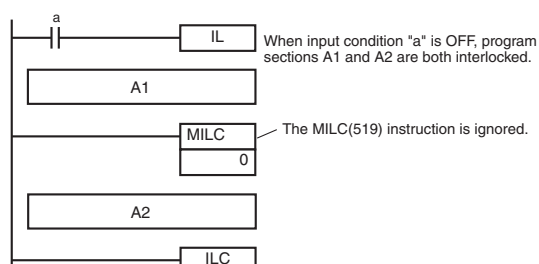 a
IL
When input condition "a" is OFF, program
sections A1 and A2 are both interlocked.
A1
MILC
The MILC(519) instruction is ignored.
0
A2
ILC